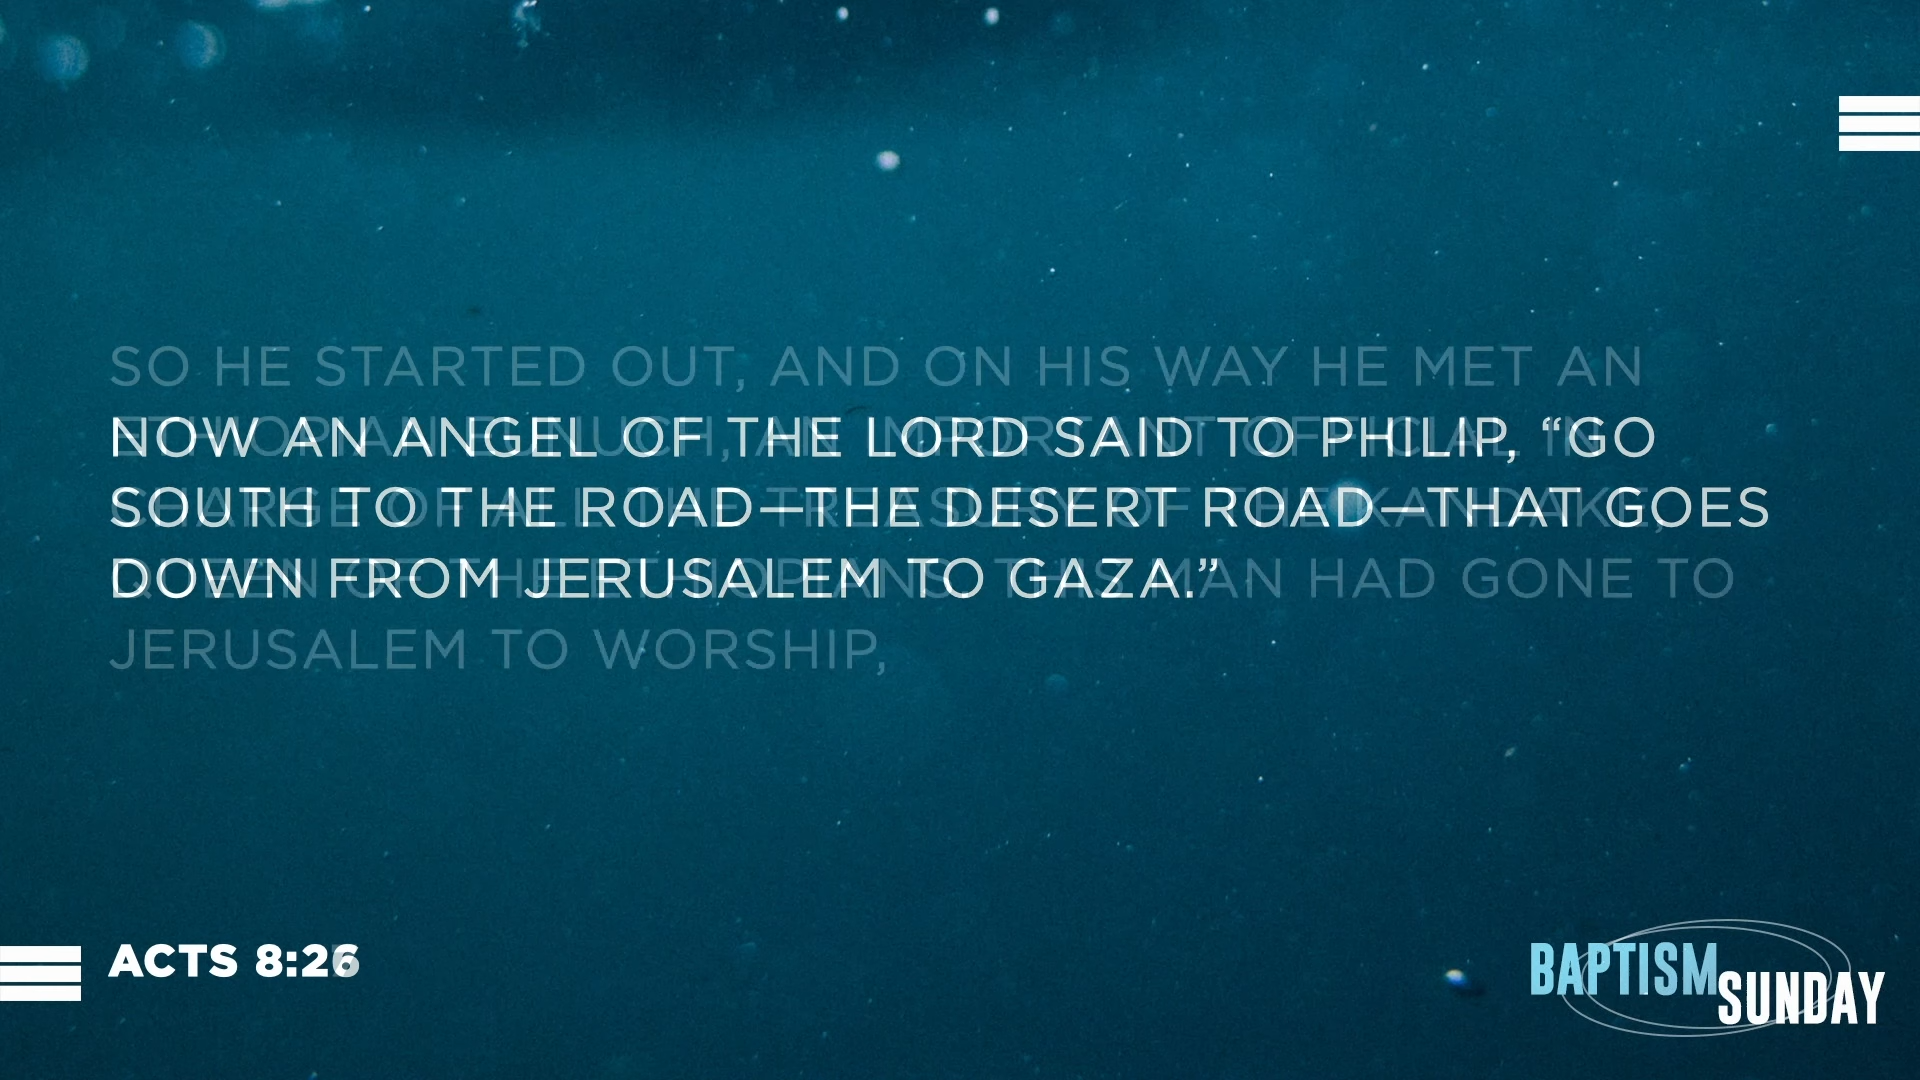 SO HE STARTED OUT, AND ON HIS WAY HE MET AN
NOW AN ANGEL OF THE LORD SAID TO PHILIP, “GO
SOUTH TO THE ROAD—THE DESERT ROAD—THAT GOES
DOWN FROM JERUSALEM TO GAZA.”
MAN HAD GONE TO
JERUSALEM TO WORSHIP,
ACTS 8:26
BAPTISM
SUNDAY